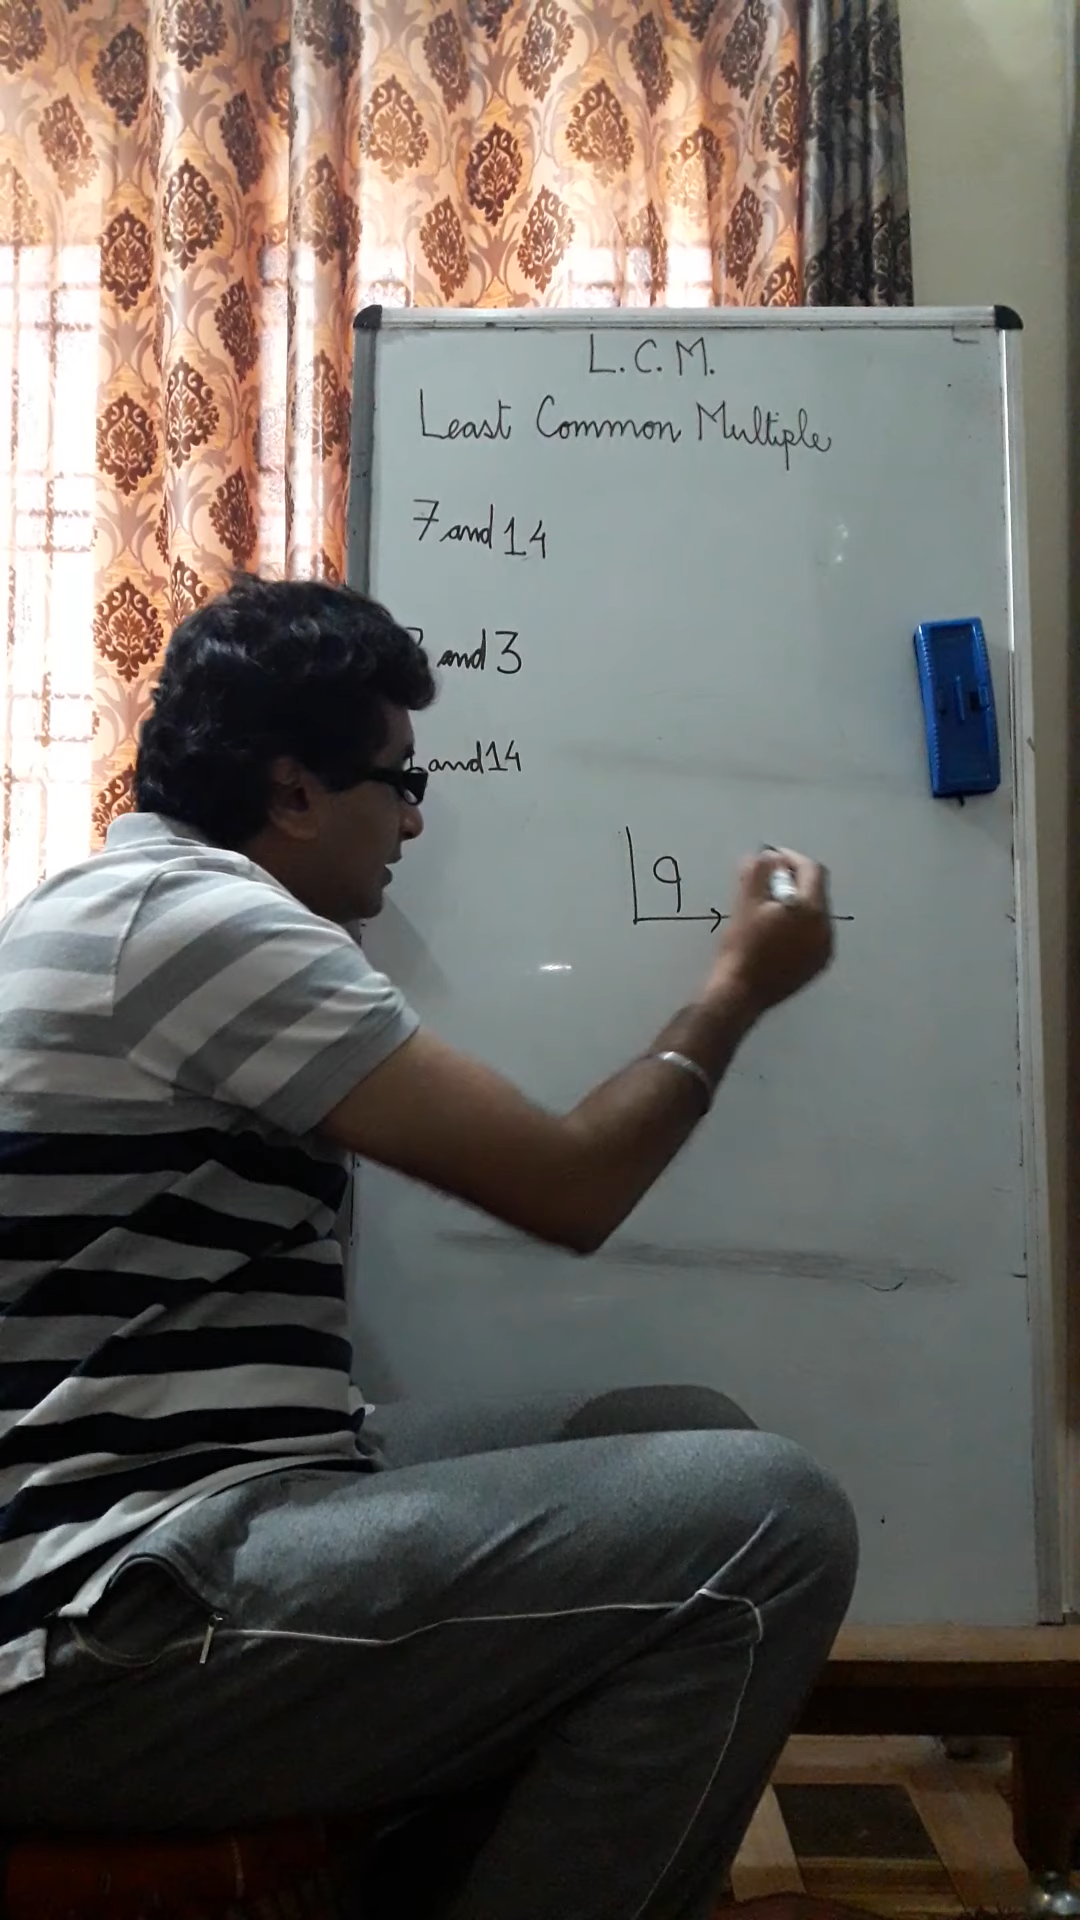 L.C.M.
Least Common Multiple
7 and 14
and 3
and 14
9